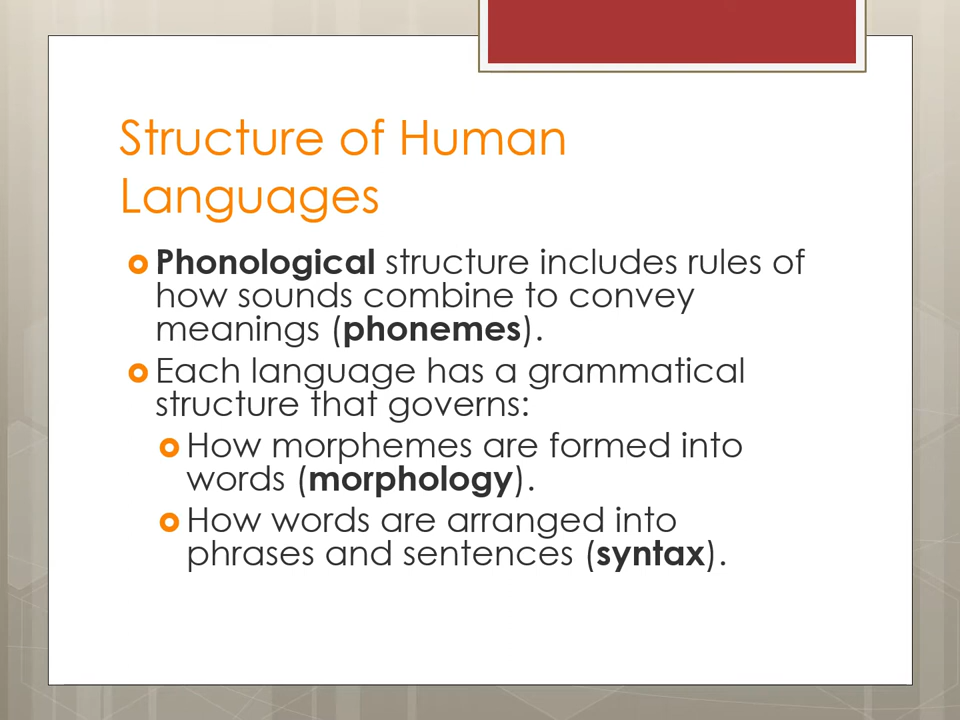 Structure of Human
Languages
Phonological structure includes rules of
how sounds combine to convey
meanings (phonemes).
Each language has a grammatical
structure that governs:
How morphemes are formed into
words (morphology).
How words are arranged into
phrases and sentences (syntax).